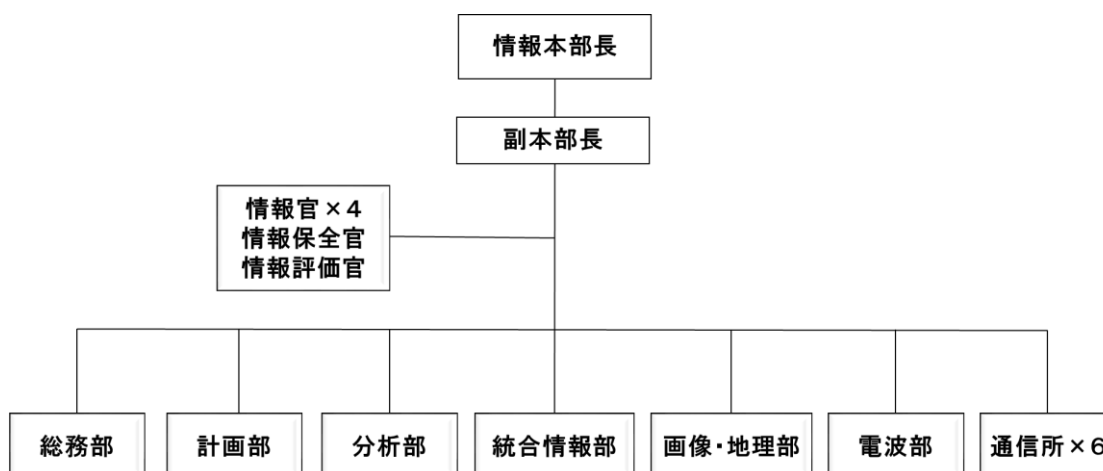 情報本部長
副本部長
情報官×４
情報保全官
情報評価官
総務部
計画部
分析部
統合情報部
画像・地理部
電波部
通信所×６